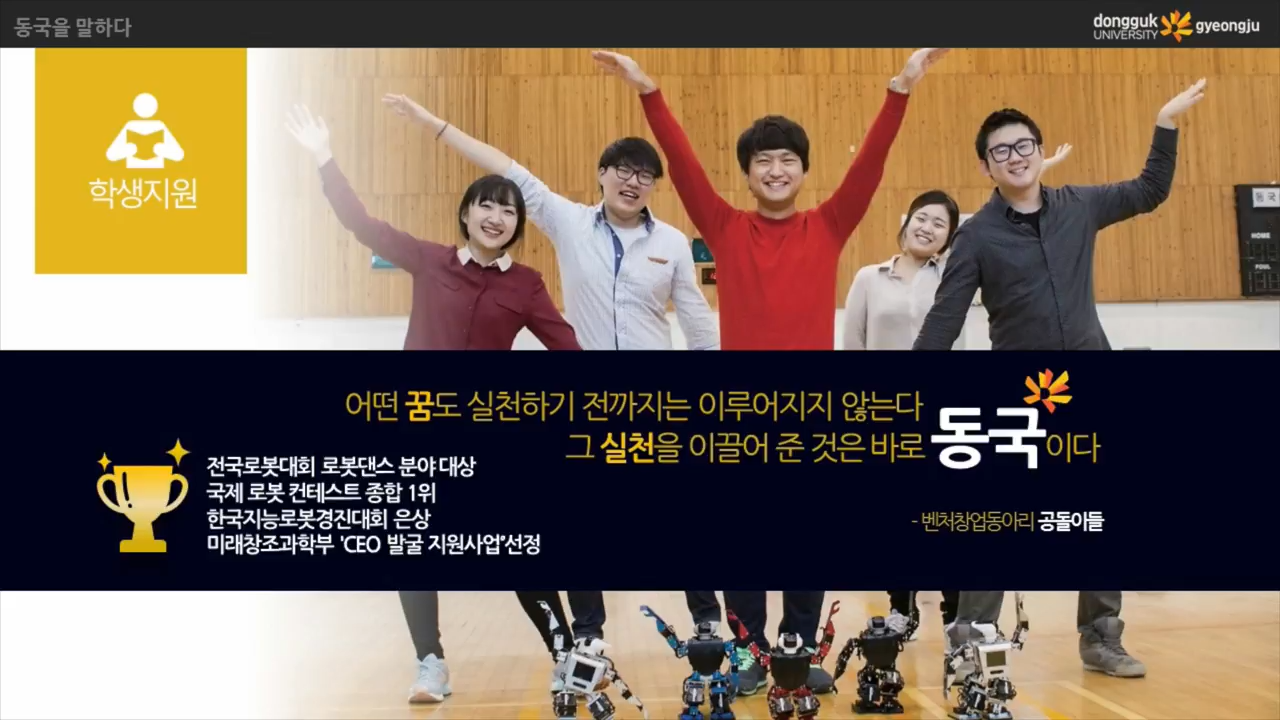 동국을 말하다
dongguk
UNIVERSITY
gyeongju
학생지원
동국
HOME
FOUL
어떤 꿈도 실천하기 전까지는 이루어지지 않는다
그 실천을 이끌어 준 것은 바로 동국이다
전국로봇대회 로봇댄스 분야 대상
국제 로봇 컨테스트 종합 1위
한국지능로봇경진대회 은상
미래창조과학부 'CEO 발굴 지원사업"선정
- 벤처창업동아리 공돌이들